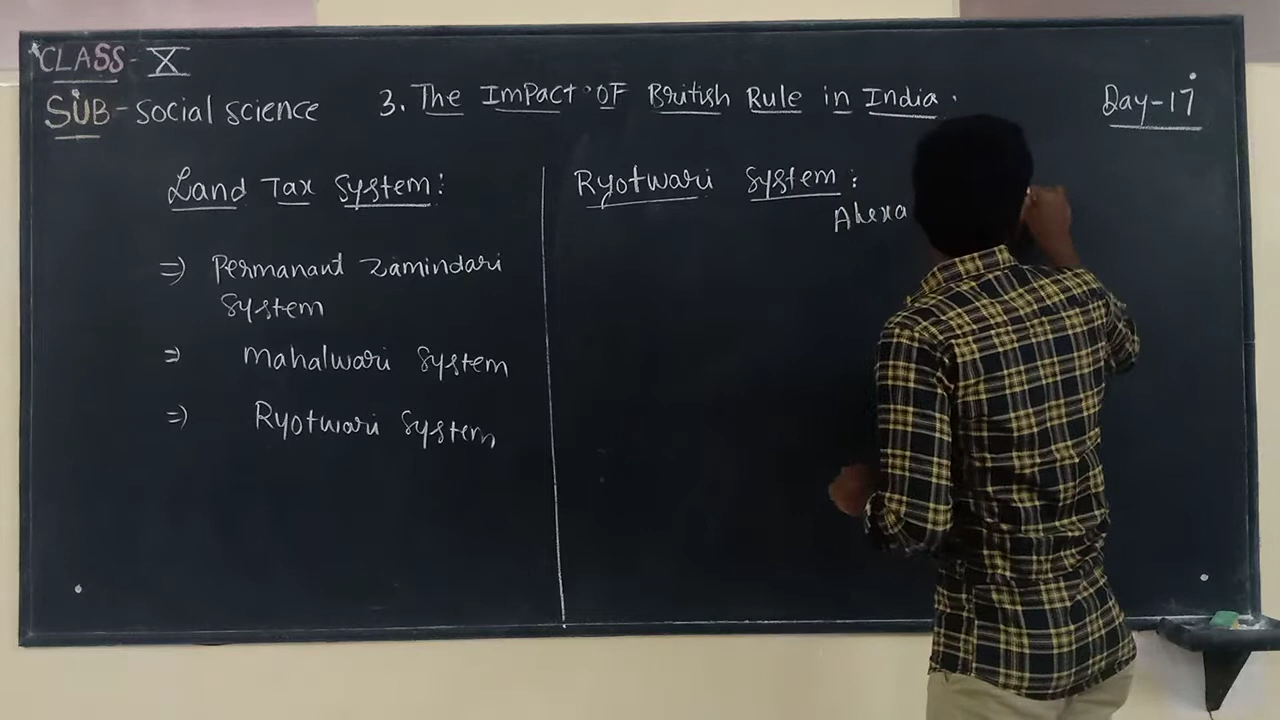 CLASS - X
SUB - Social science
3. The Impact OF British Rule in India.
Day-17
Land Tax System:
=) Permanant Zamindari
System
=) Mahalwari System
=) Ryotwari System
Ryotwari System: